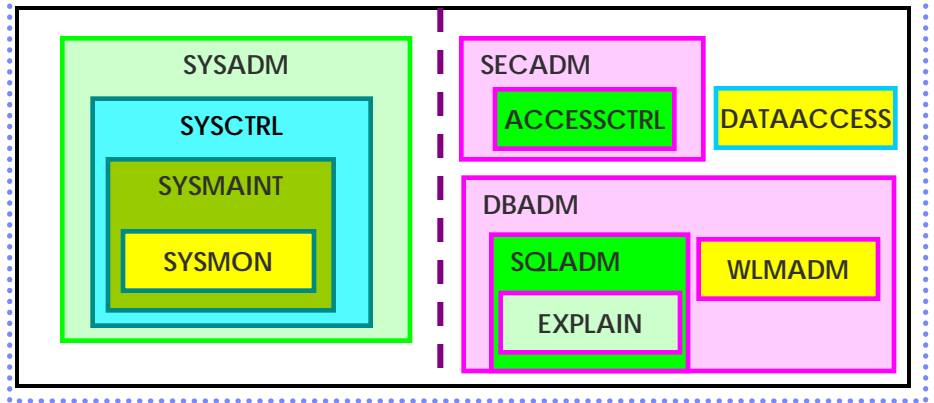 SYSADM
SYSCTRL
SYSMAINT
SYSMON
SECADM
ACCESSCTRL
DATAACCESS
DBADM
SQLADM
EXPLAIN
WLMADM